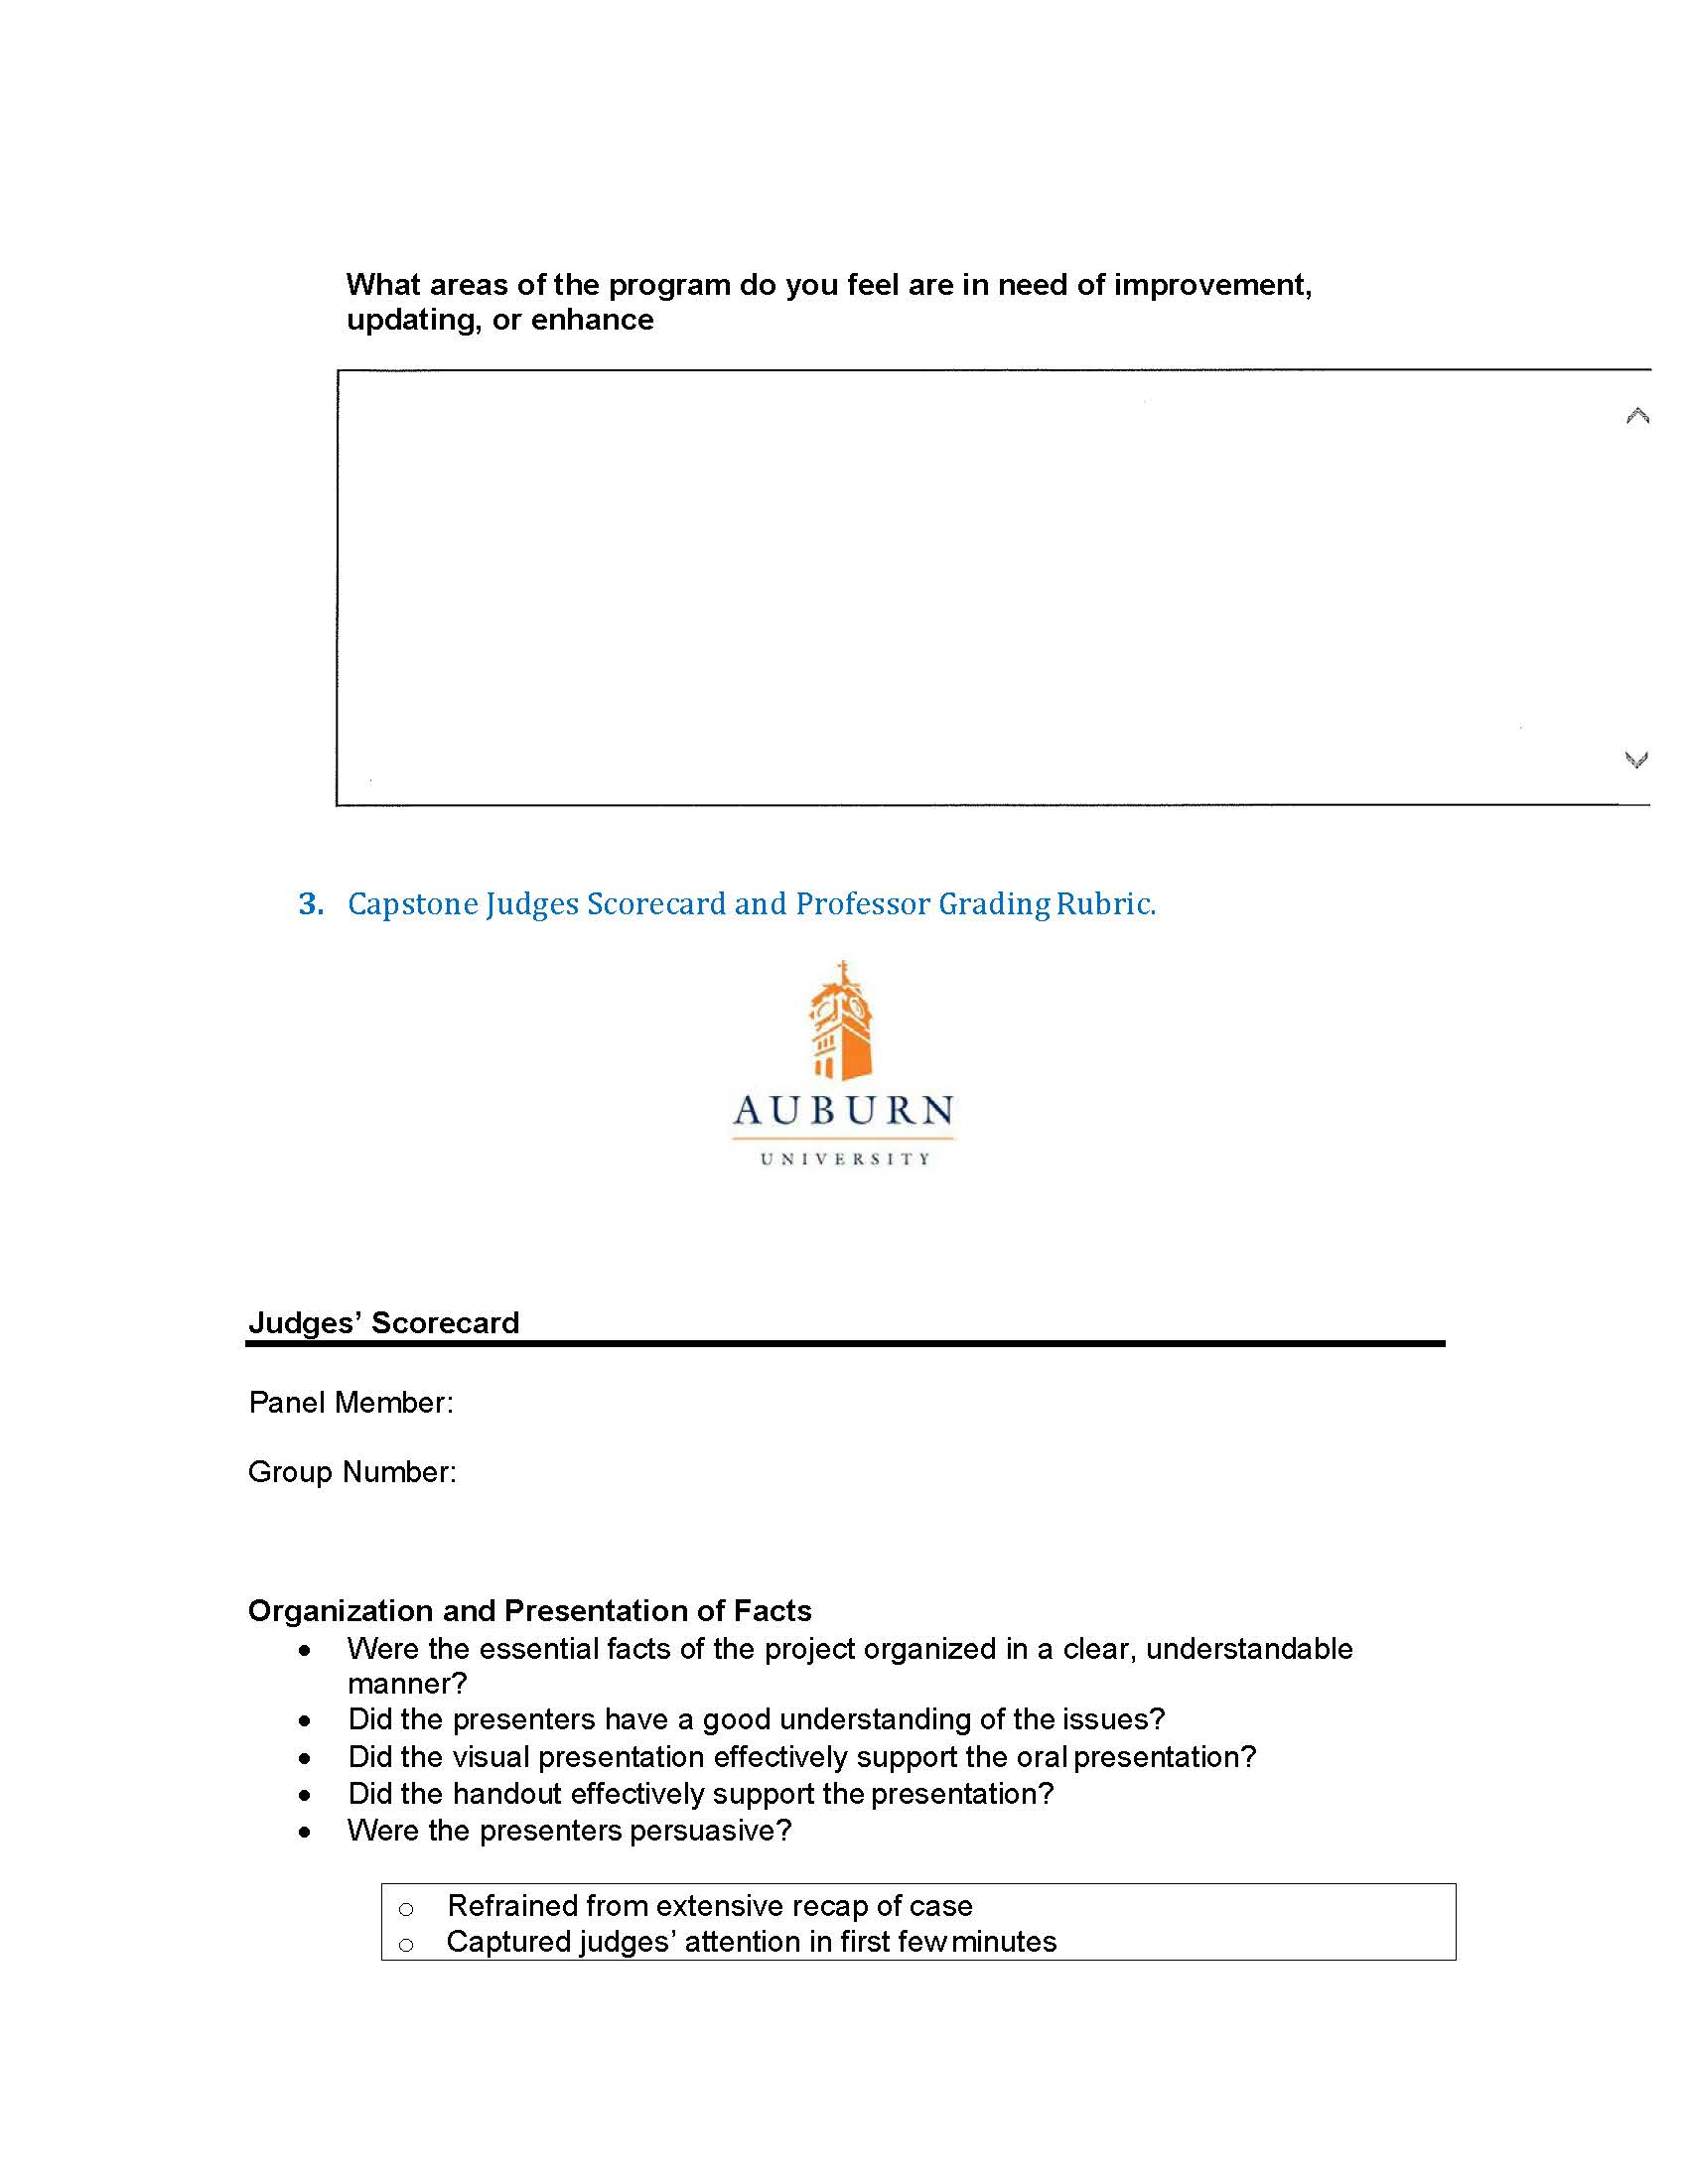 What areas of the program do you feel are in need of improvement,
updating, or enhance
3. Capstone Judges Scorecard and Professor Grading Rubric.
AUBURN
UNIVERSITY
Judges’ Scorecard
Panel Member:
Group Number:
Organization and Presentation of Facts
• Were the essential facts of the project organized in a clear, understandable
manner?
• Did the presenters have a good understanding of the issues?
• Did the visual presentation effectively support the oral presentation?
• Did the handout effectively support the presentation?
• Were the presenters persuasive?
o Refrained from extensive recap of case
o Captured judges’ attention in first few minutes